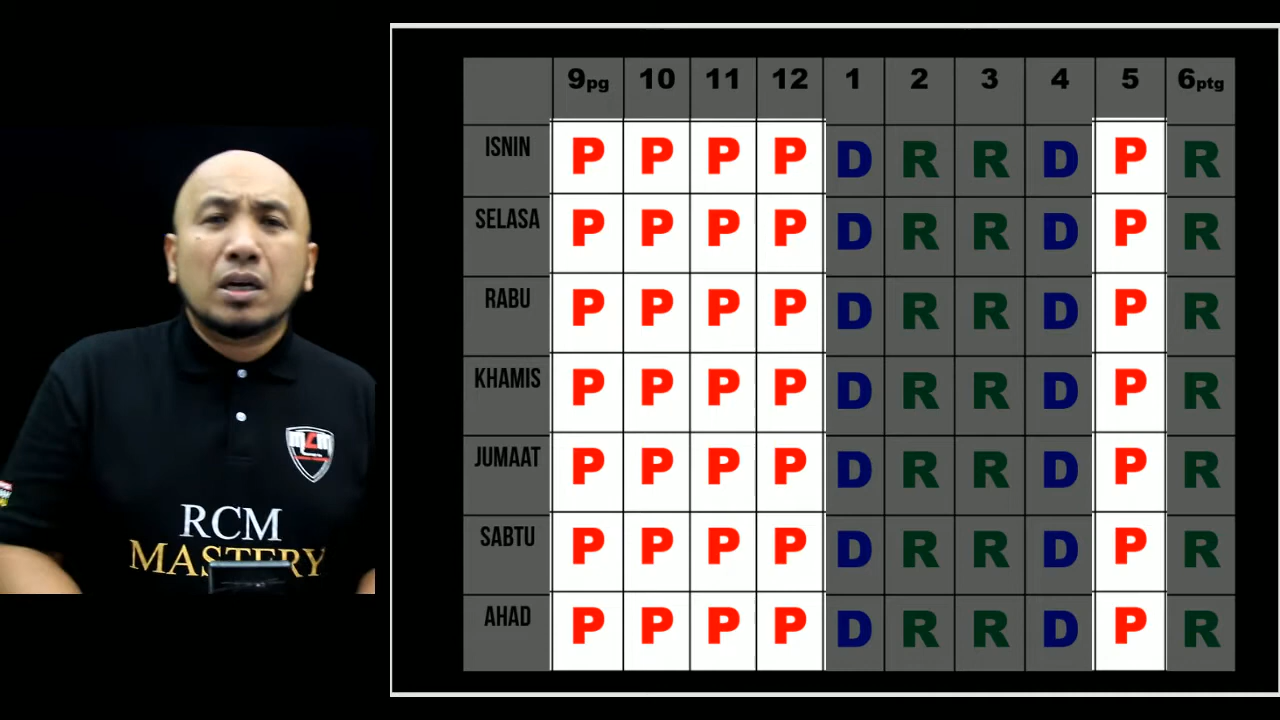 RCM
MASTERY
9pg 10 11 12 1 2 3 4 5 6ptg
ISNIN P P P P D R R D P R
SELASA P P P P D R R D P R
RABU P P P P D R R D P R
KHAMIS P P P P D R R D P R
JUMAAT P P P P D R R D P R
SABTU P P P P D R R D P R
AHAD P P P P D R R D P R